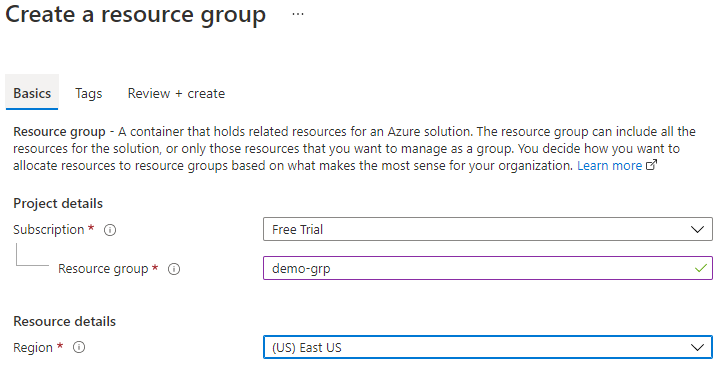 Create a resource group ...
Basics Tags Review + create
Resource group - A container that holds related resources for an Azure solution. The resource group can include all the
resources for the solution, or only those resources that you want to manage as a group. You decide how you want to
allocate resources to resource groups based on what makes the most sense for your organization. Learn more
Project details
Subscription * Free Trial
Resource group * demo-grp
Resource details
Region * (US) East US